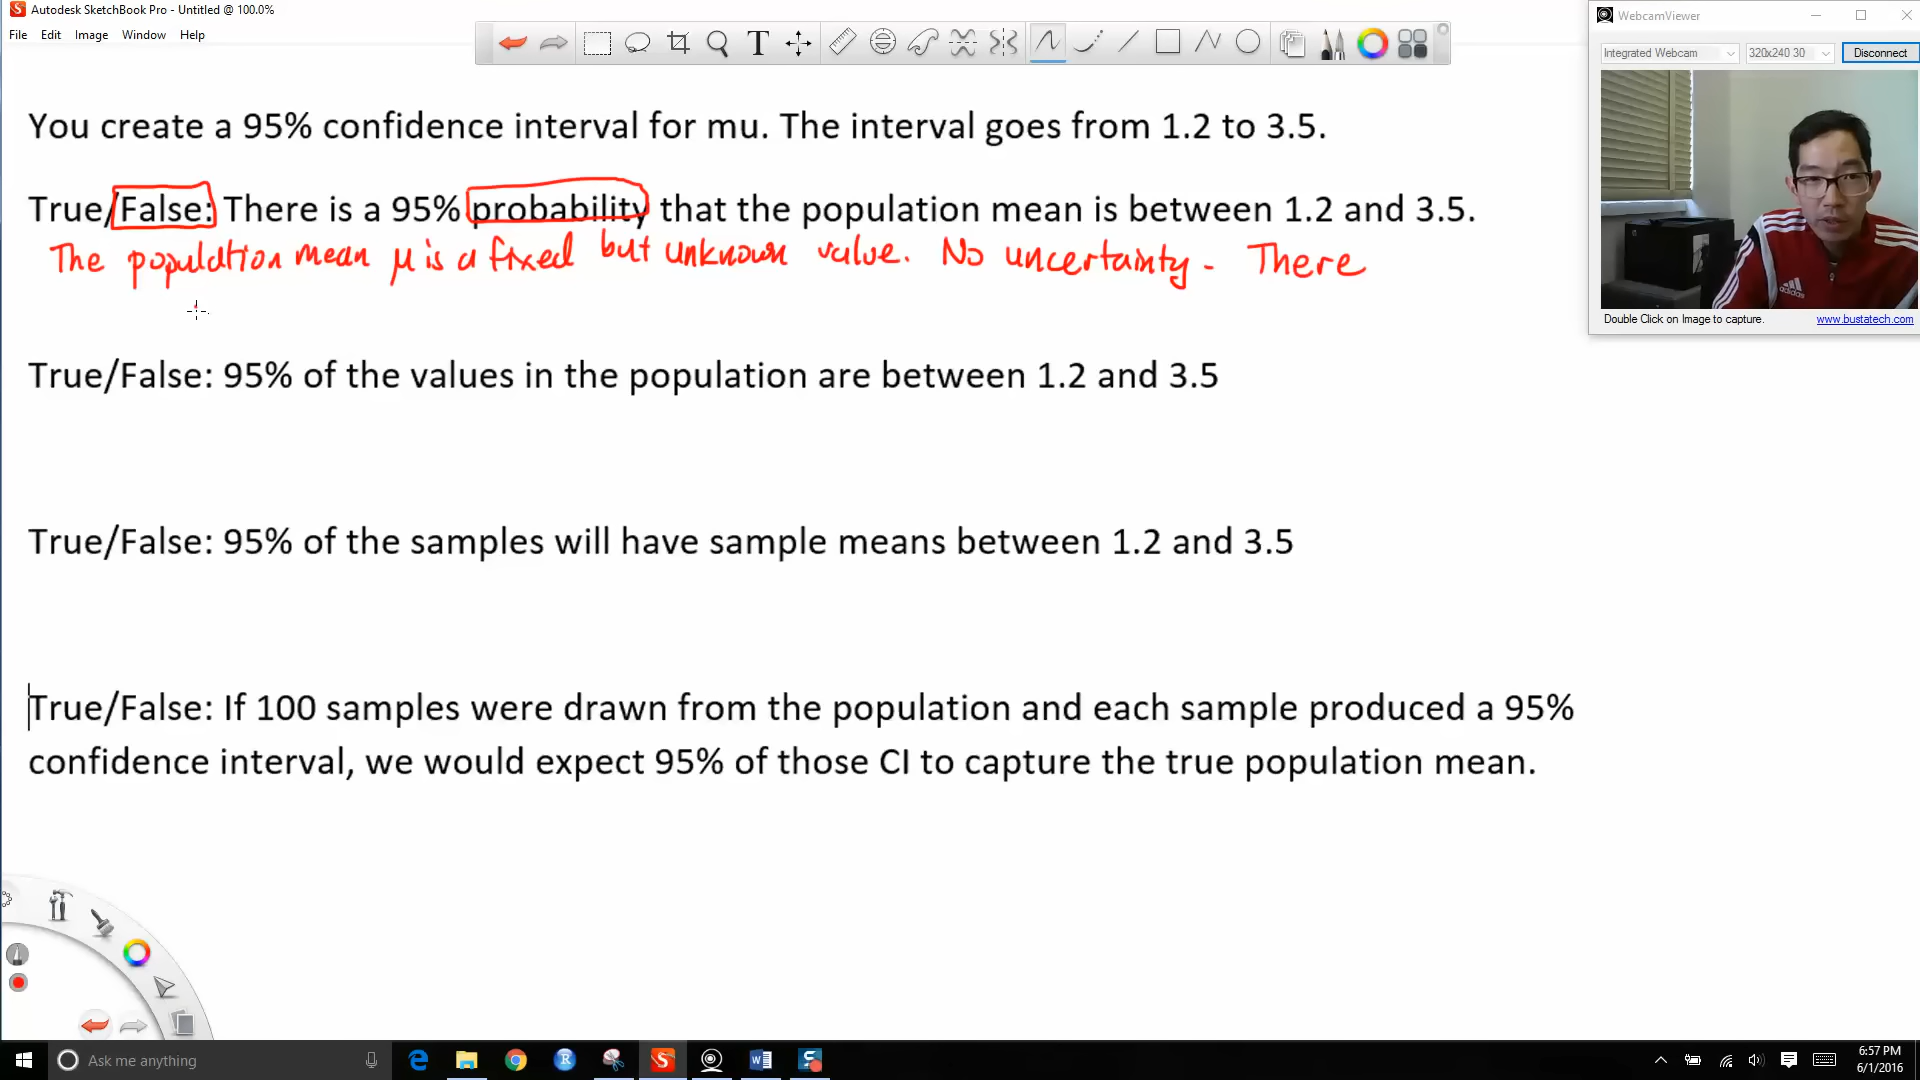 Autodesk SketchBook Pro - Untitled @ 100.0%
File Edit Image Window Help
WebcamViewer
Integrated Webcam 320x240 30 Disconnect
adidas
Double Click on Image to capture. www.bustatech.com
You create a 95% confidence interval for mu. The interval goes from 1.2 to 3.5.
True/False: There is a 95% probability that the population mean is between 1.2 and 3.5.
The population mean μ is a fixed but unknown value. No uncertainty. There
True/False: 95% of the values in the population are between 1.2 and 3.5
True/False: 95% of the samples will have sample means between 1.2 and 3.5
True/False: If 100 samples were drawn from the population and each sample produced a 95%
confidence interval, we would expect 95% of those CI to capture the true population mean.
Ask me anything
6:57 PM
6/1/2016